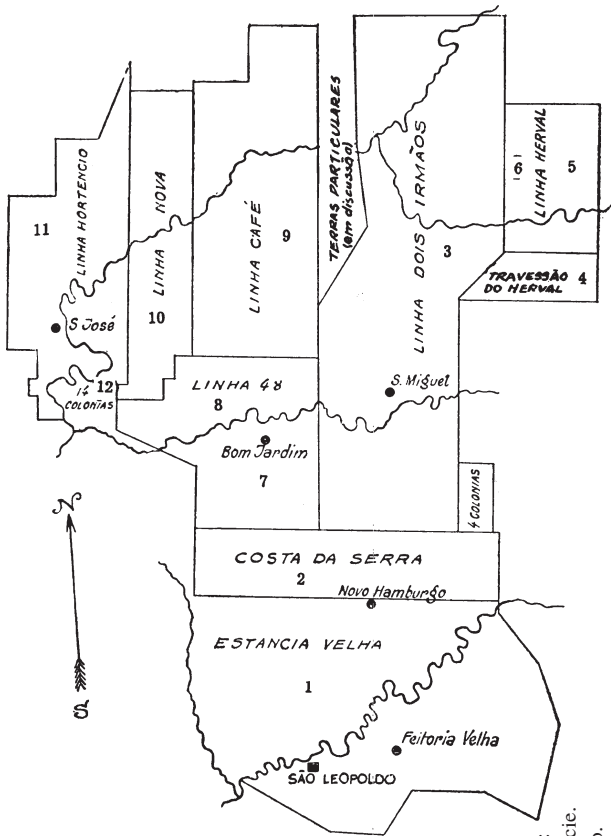 TERRAS PARTICULARES
(em discussão)
LINHA HORTENCIO
LINHA NOVA
LINHA CAFÉ
LINHA DOIS IRMÃOS
LINHA HERVAL
6
5
11
9
3
10
TRAVESSÃO 4
DO HERVAL
S. José
12
14
COLONIAS
LINHA 48
8
S. Miguel
Bom Jardim
7
4 COLONIAS
N
S
COSTA DA SERRA
2
Novo Hamburgo
ESTANCIA VELHA
1
Feitoria Velha
SÃO LEOPOLDO
cie.
o.